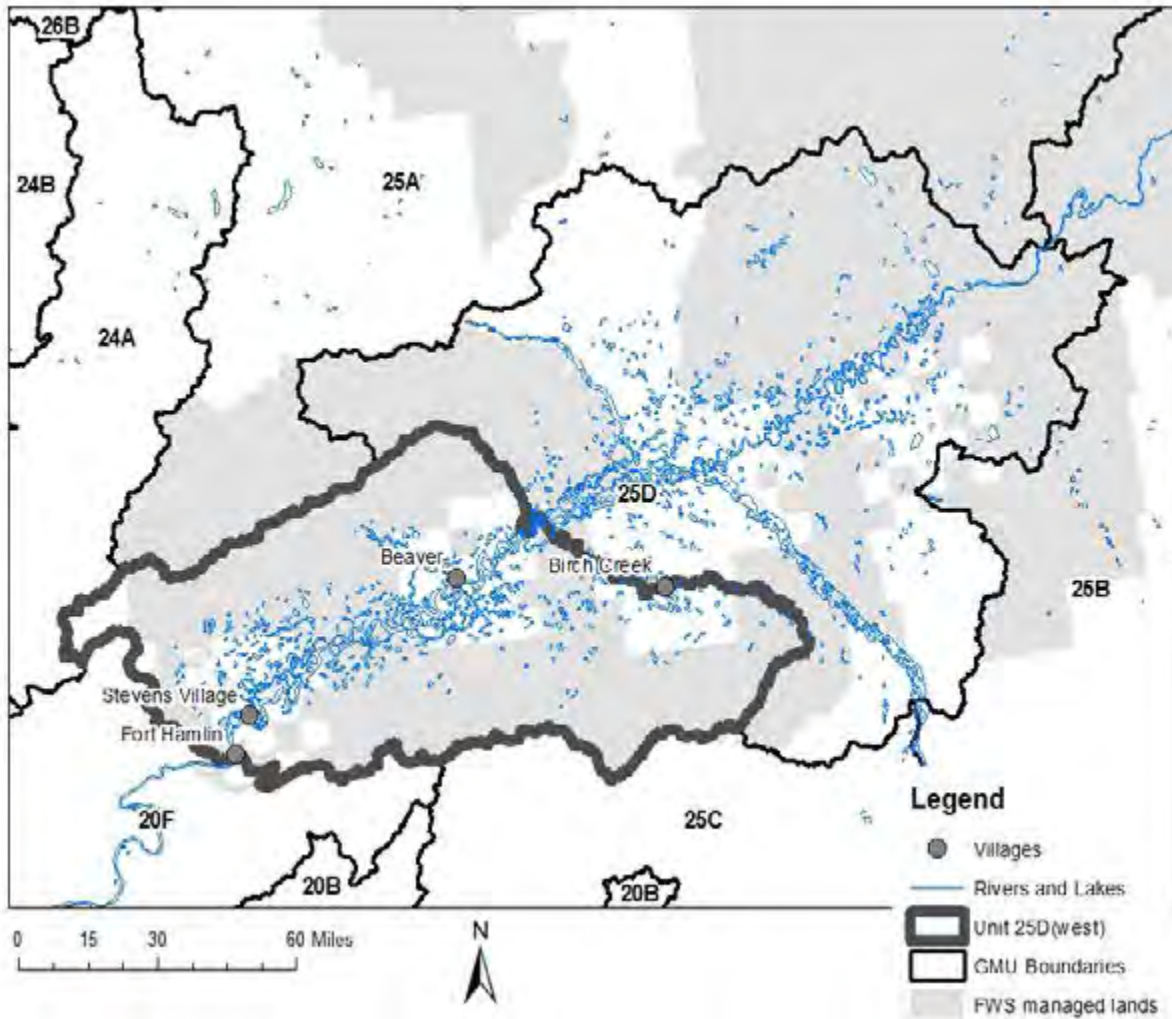 26B
24B
25A
24A
25D
Beaver
Birch Creek
25B
Stevens Village
Fort Hamlin
20F
25C
20B
20B
Legend
Villages
Rivers and Lakes
Unit 25D(west)
GMU Boundaries
FWS managed lands
0 15 30 60 Miles
N